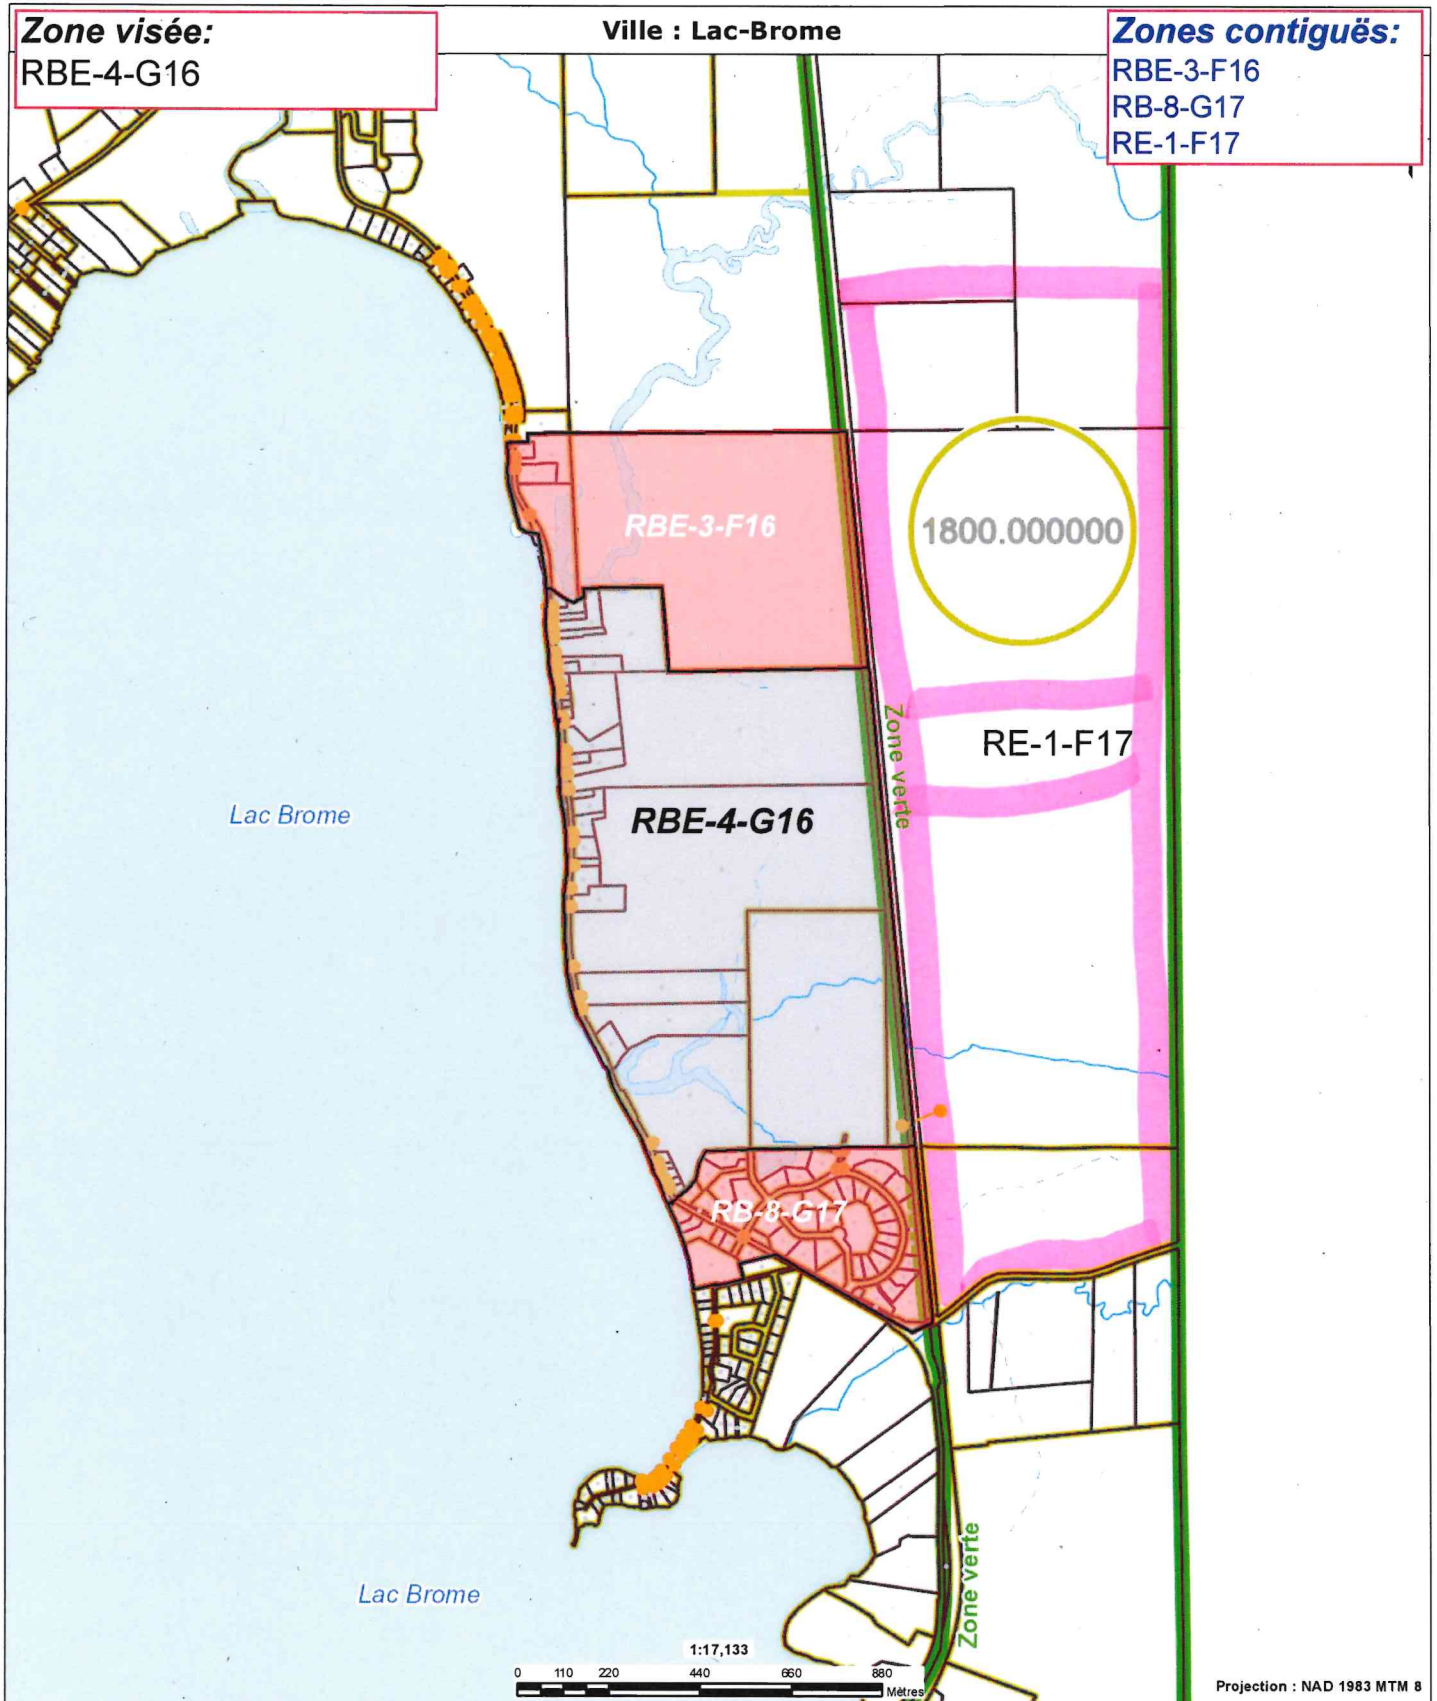 Zone visée:
RBE-4-G16
Ville : Lac-Brome
Zones contiguës:
RBE-3-F16
RB-8-G17
RE-1-F17
RBE-3-F16
1800.000000
Zone verte
RE-1-F17
Lac Brome
RBE-4-G16
RB-8-G17
Zone verte
Lac Brome
1:17,133
0 110 220 440 660 880
Mètres
Projection : NAD 1983 MTM 8